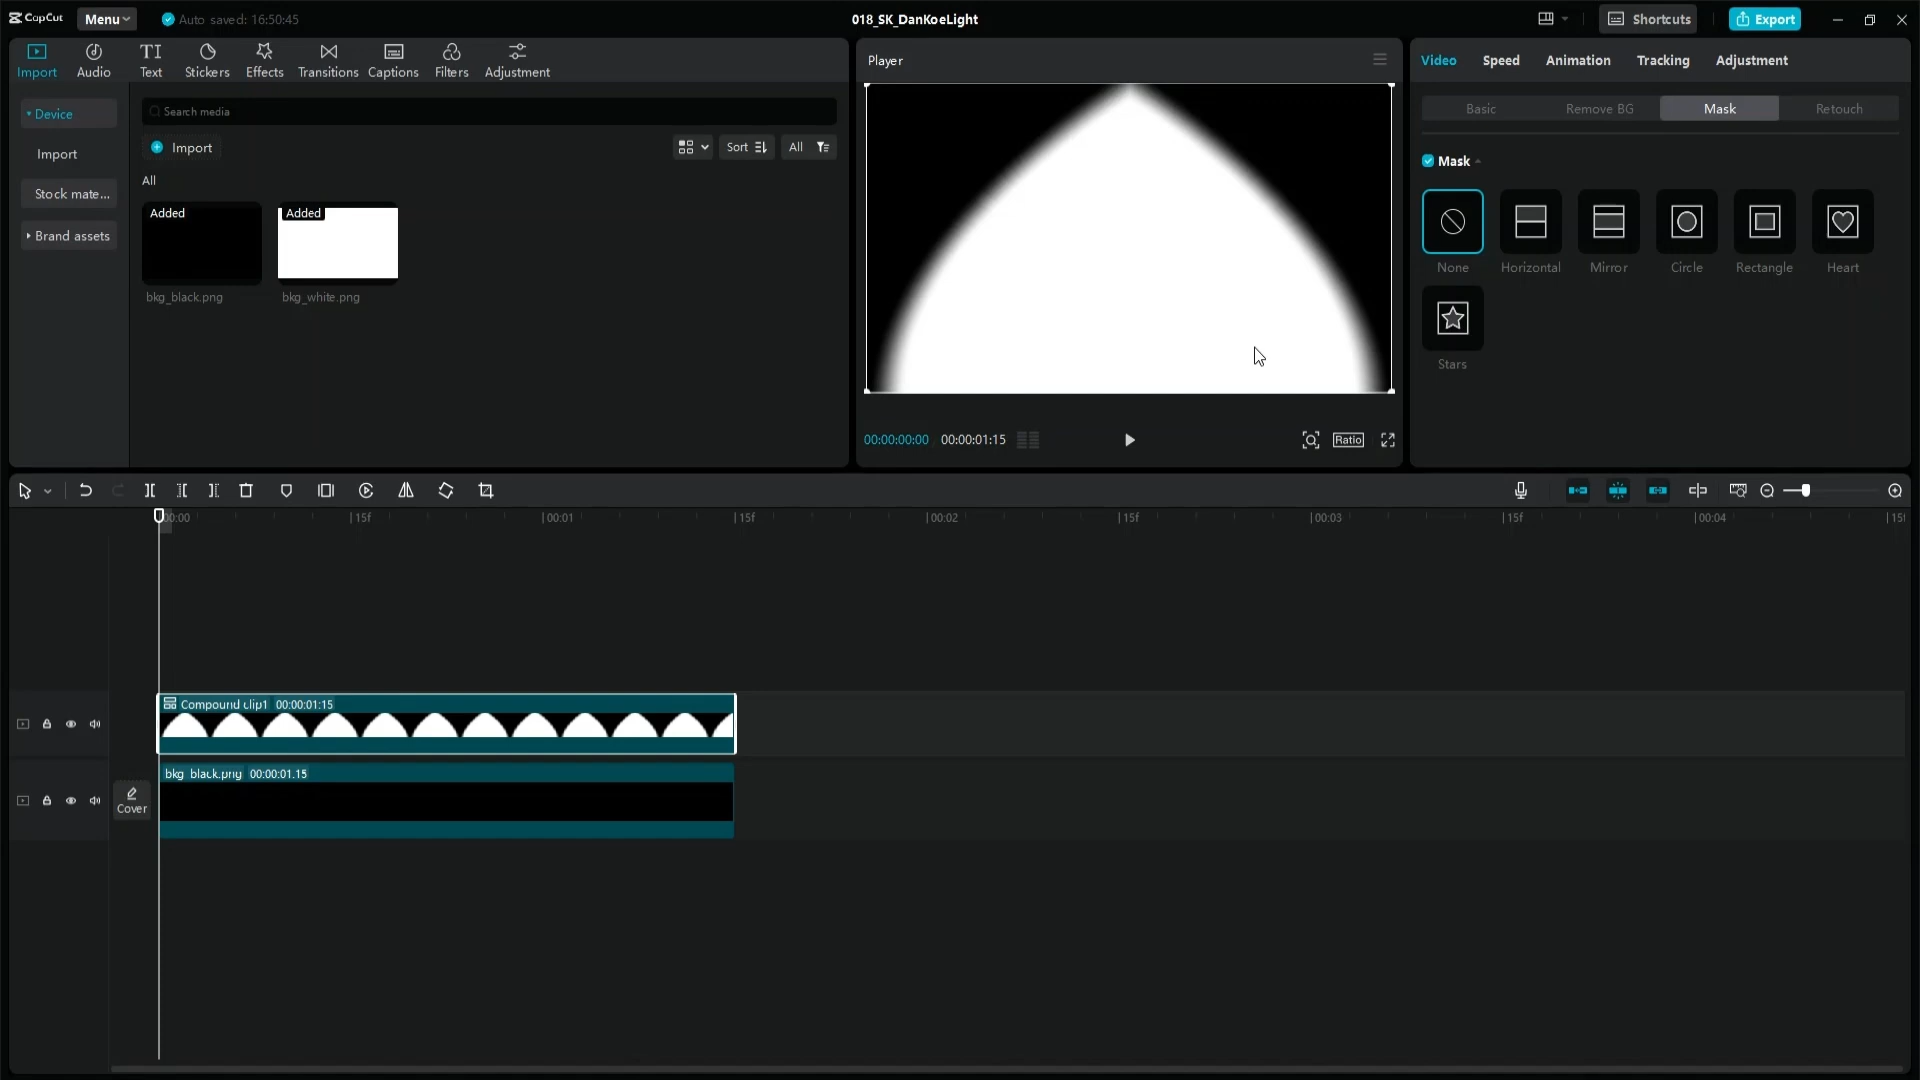 CapCut
Menu
Auto saved: 16:50:45
018_SK_DanKoeLight
Shortcuts
Export
Import
Audio
Text
Stickers
Effects
Transitions
Captions
Filters
Adjustment
Device
Import
Stock mate...
Brand assets
Search media
Import
Sort
All
All
Added
bkg_black.png
Added
bkg_white.png
Player
00:00:00:00
00:00:01:15
Ratio
Video
Speed
Animation
Tracking
Adjustment
Basic
Remove BG
Mask
Retouch
Mask
None
Horizontal
Mirror
Circle
Rectangle
Heart
Stars
00:00
15f
00:01
15f
00:02
15f
00:03
15f
00:04
Compound clip1 00:00:01:15
bkg_black.png 00:00:01:15
Cover